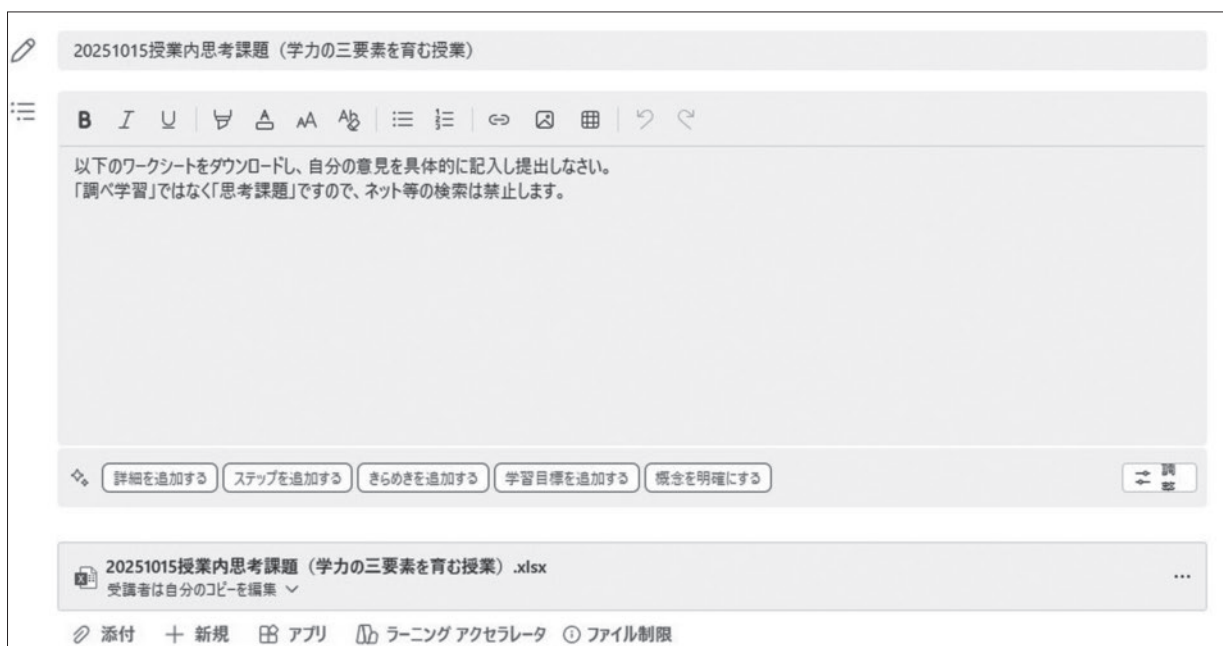 20251015授業内思考課題（学力の三要素を育む授業）
B I U AA Ab
以下のワークシートをダウンロードし、自分の意見を具体的に記入し提出しなさい。
「調べ学習」ではなく「思考課題」ですので、ネット等の検索は禁止します。
詳細を追加する ステップを追加する きらめきを追加する 学習目標を追加する 概念を明確にする 調整
20251015授業内思考課題（学力の三要素を育む授業）.xlsx
受講者は自分のコピーを編集
添付 新規 アプリ ラーニング アクセラレータ ファイル制限